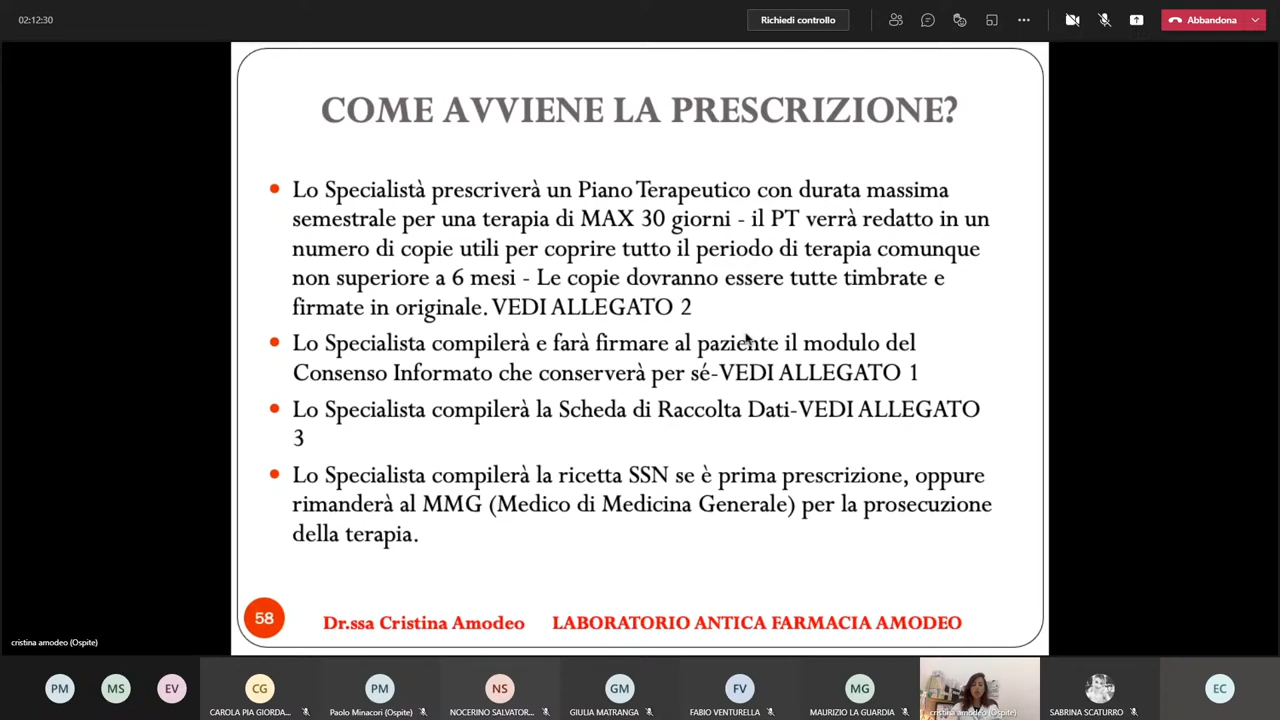 02:12:30
Richiedi controllo
Abbandona
COME AVVIENE LA PRESCRIZIONE?
Lo Specialistà prescriverà un Piano Terapeutico con durata massima
semestrale per una terapia di MAX 30 giorni - il PT verrà redatto in un
numero di copie utili per coprire tutto il periodo di terapia comunque
non superiore a 6 mesi - Le copie dovranno essere tutte timbrate e
firmate in originale. VEDI ALLEGATO 2
Lo Specialista compilerà e farà firmare al paziente il modulo del
Consenso Informato che conserverà per sé-VEDI ALLEGATO 1
Lo Specialista compilerà la Scheda di Raccolta Dati-VEDI ALLEGATO
3
Lo Specialista compilerà la ricetta SSN se è prima prescrizione, oppure
rimanderà al MMG (Medico di Medicina Generale) per la prosecuzione
della terapia.
58
Dr.ssa Cristina Amodeo LABORATORIO ANTICA FARMACIA AMODEO
cristina amodeo (Ospite)
PM MS EV CG PM NS GM FV MG EC
CAROLA PIA GIORDA... Paolo Minacori (Ospite) NOCERINO SALVATOR... GIULIA MATRANGA FABIO VENTURELLA MAURIZIO LA GUARDIA cristina amodeo (Ospite) SABRINA SCATURRO